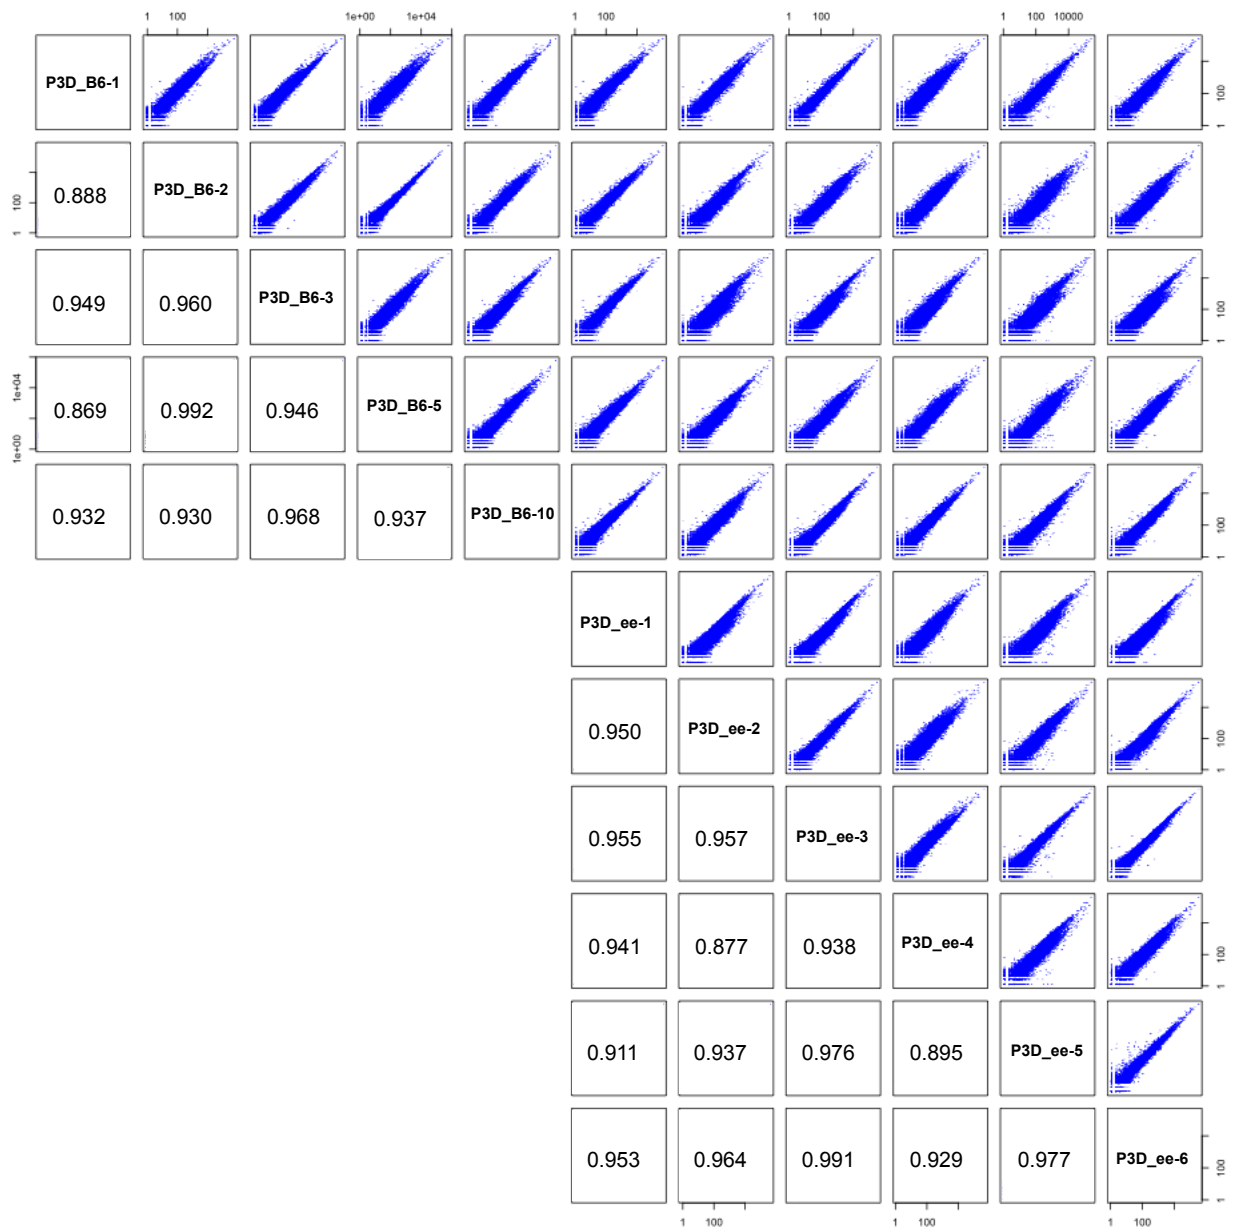 1 100 1e+00 1e+04 1 100 1 100 1 100 10000
P3D_B6-1
100
1
0.888 P3D_B6-2
100
1
0.949 0.960 P3D_B6-3
100
1
0.869 0.992 0.946 P3D_B6-5
1e+04
1e+00
0.932 0.930 0.968 0.937 P3D_B6-10
100
1
P3D_ee-1
0.950 P3D_ee-2
100
1
0.955 0.957 P3D_ee-3
0.941 0.877 0.938 P3D_ee-4
100
1
0.911 0.937 0.976 0.895 P3D_ee-5
0.953 0.964 0.991 0.929 0.977 P3D_ee-6
100
1
1 100 1 100 1 100